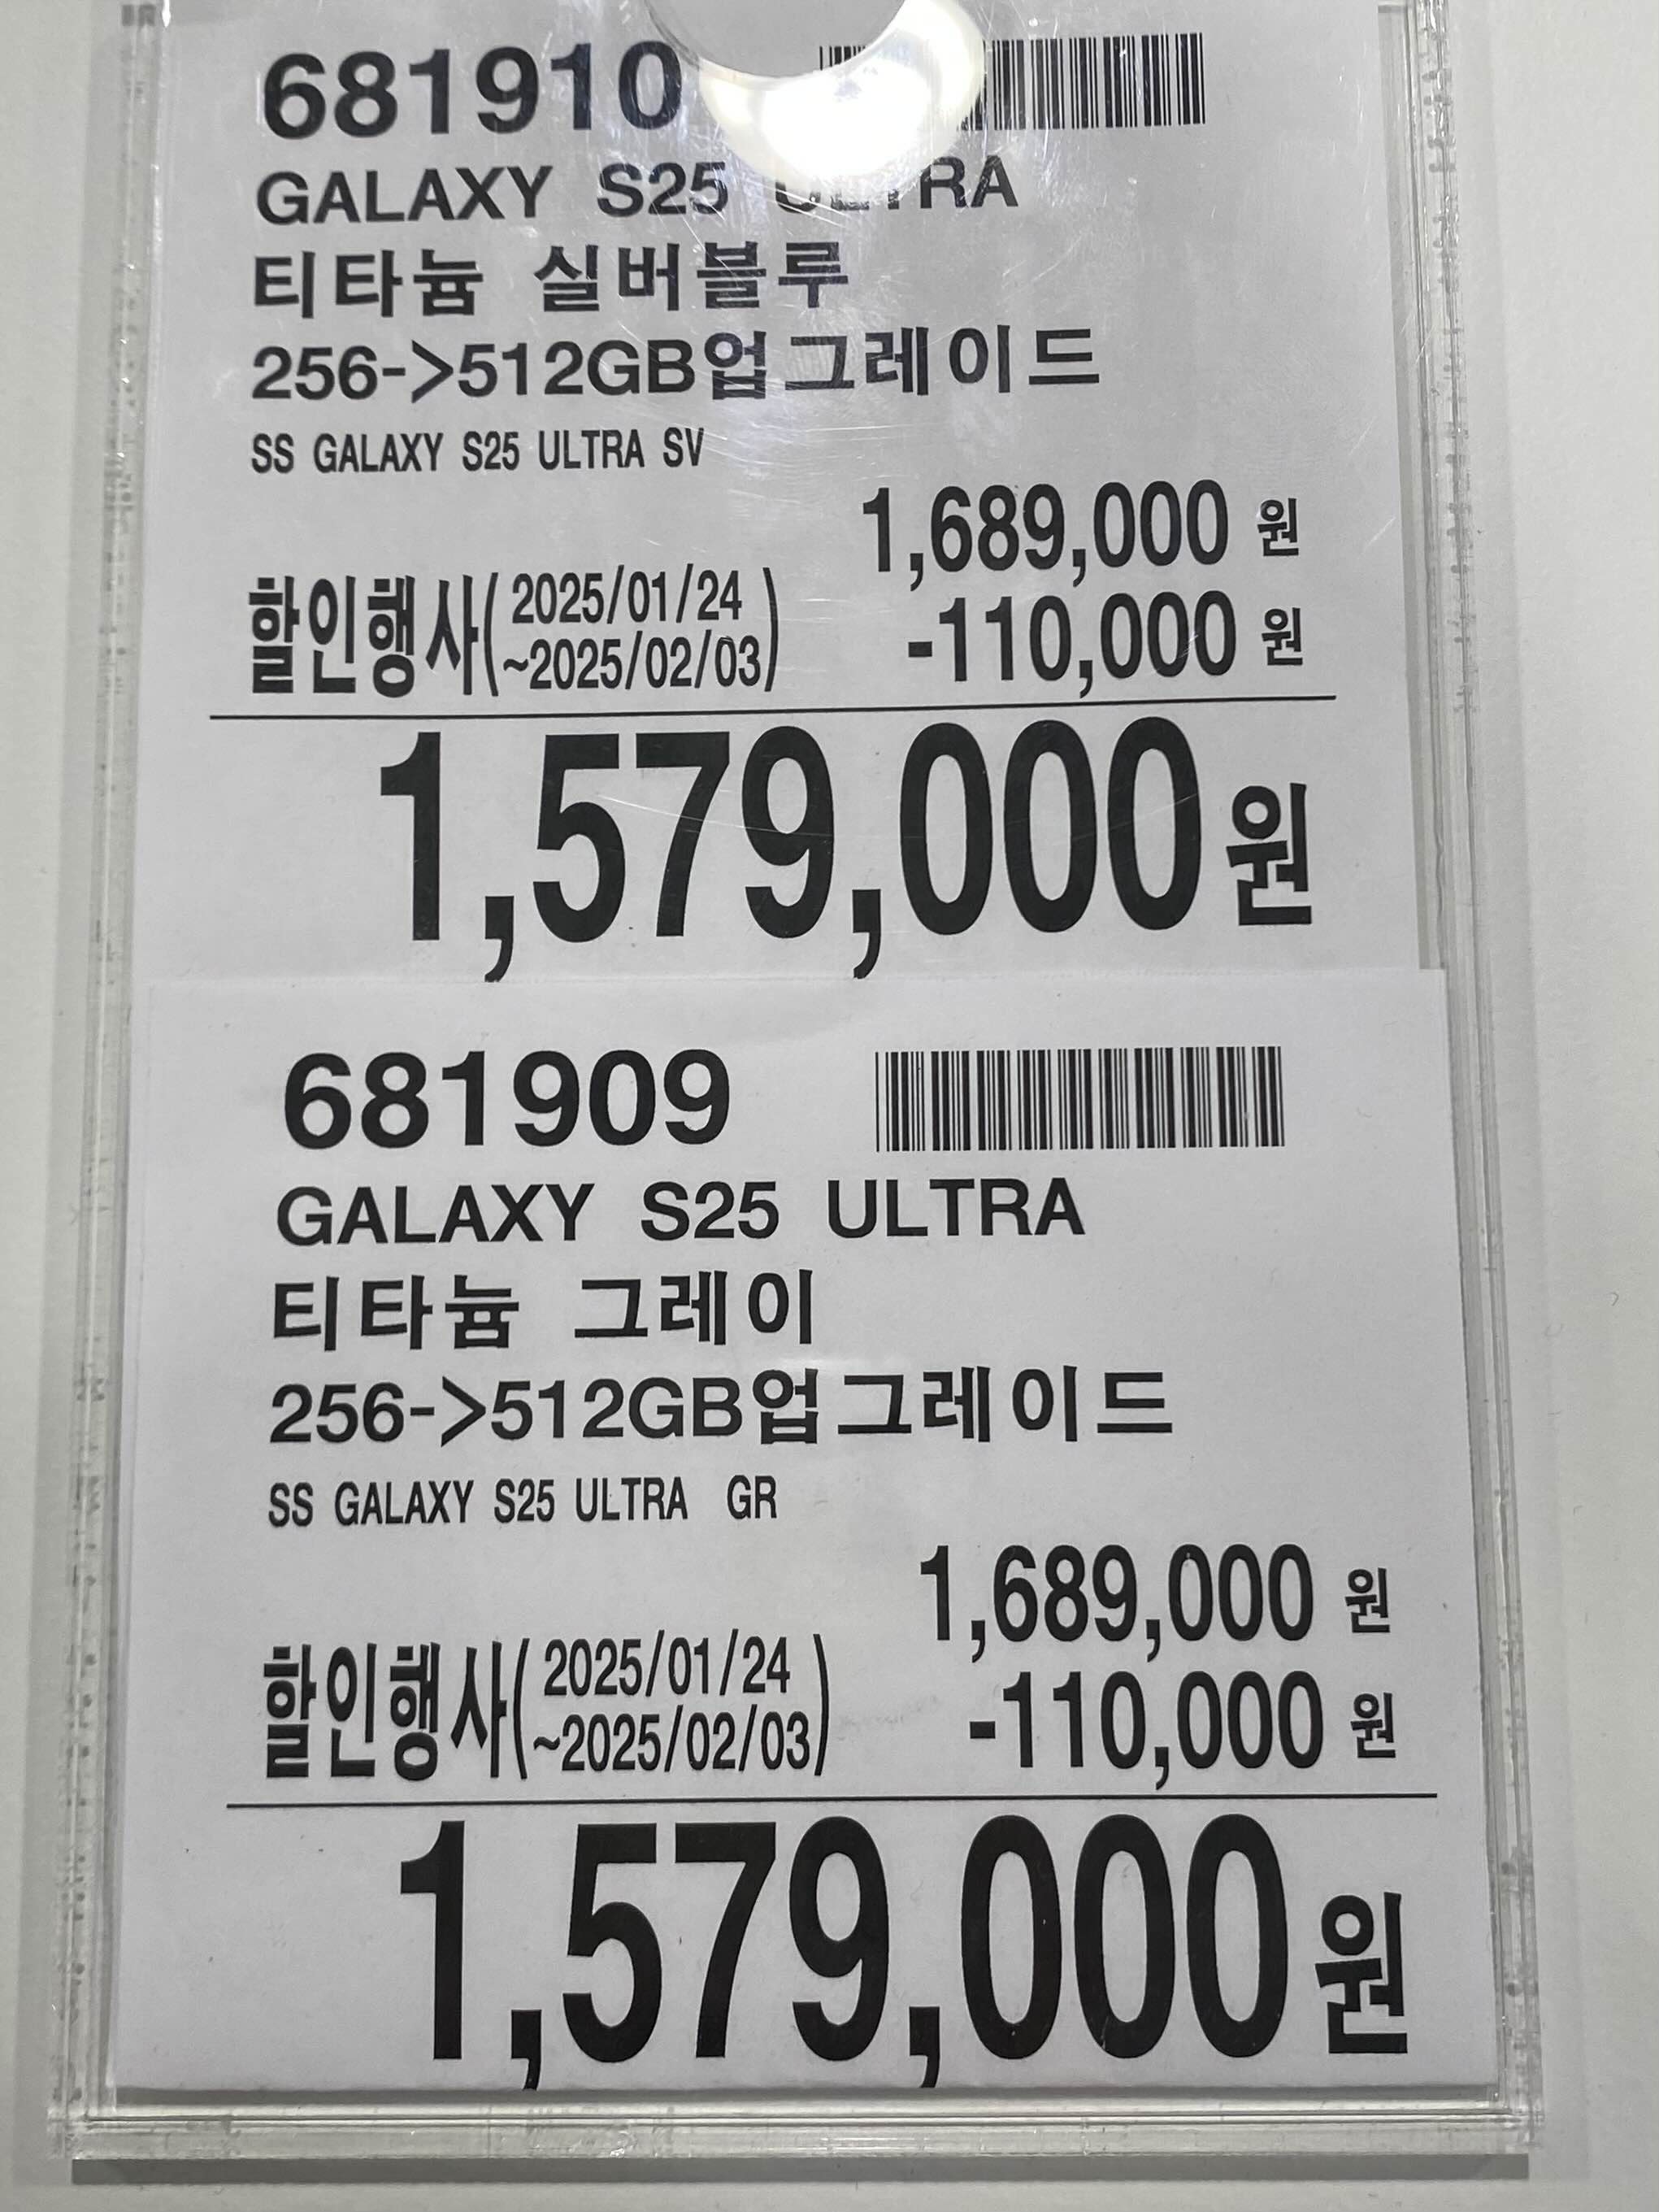 681910
GALAXY S25 ULTRA
티타늄 실버블루
256->512GB업그레이드
SS GALAXY S25 ULTRA SV
1,689,000 원
할인행사( 2025/01/24 ~2025/02/03) -110,000 원
1,579,000원
681909
GALAXY S25 ULTRA
티타늄 그레이
256->512GB업그레이드
SS GALAXY S25 ULTRA GR
1,689,000 원
할인행사( 2025/01/24 ~2025/02/03) -110,000 원
1,579,000원